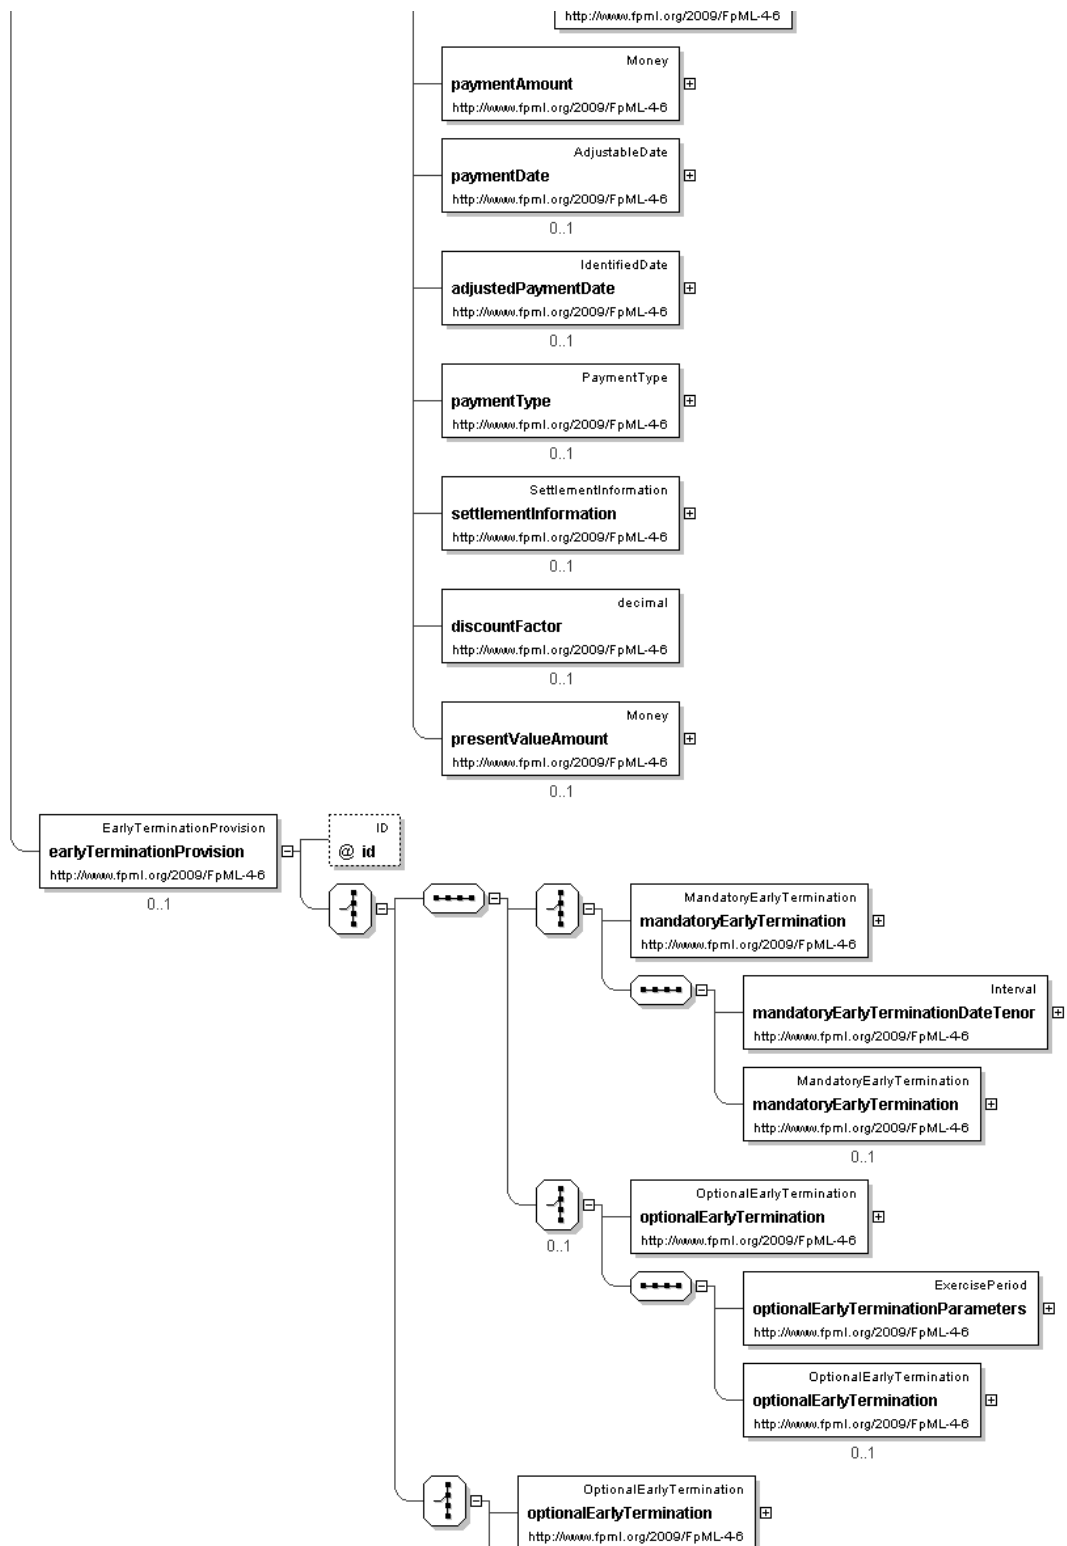 http://www.fpml.org/2009/FpML-4-6
Money
paymentAmount
http://www.fpml.org/2009/FpML-4-6
AdjustableDate
paymentDate
http://www.fpml.org/2009/FpML-4-6
0..1
IdentifiedDate
adjustedPaymentDate
http://www.fpml.org/2009/FpML-4-6
0..1
PaymentType
paymentType
http://www.fpml.org/2009/FpML-4-6
0..1
SettlementInformation
settlementInformation
http://www.fpml.org/2009/FpML-4-6
0..1
decimal
discountFactor
http://www.fpml.org/2009/FpML-4-6
0..1
Money
presentValueAmount
http://www.fpml.org/2009/FpML-4-6
0..1
EarlyTerminationProvision
earlyTerminationProvision
http://www.fpml.org/2009/FpML-4-6
0..1
ID
@ id
MandatoryEarlyTermination
mandatoryEarlyTermination
http://www.fpml.org/2009/FpML-4-6
Interval
mandatoryEarlyTerminationDateTenor
http://www.fpml.org/2009/FpML-4-6
MandatoryEarlyTermination
mandatoryEarlyTermination
http://www.fpml.org/2009/FpML-4-6
0..1
0..1
OptionalEarlyTermination
optionalEarlyTermination
http://www.fpml.org/2009/FpML-4-6
ExercisePeriod
optionalEarlyTerminationParameters
http://www.fpml.org/2009/FpML-4-6
OptionalEarlyTermination
optionalEarlyTermination
http://www.fpml.org/2009/FpML-4-6
0..1
OptionalEarlyTermination
optionalEarlyTermination
http://www.fpml.org/2009/FpML-4-6